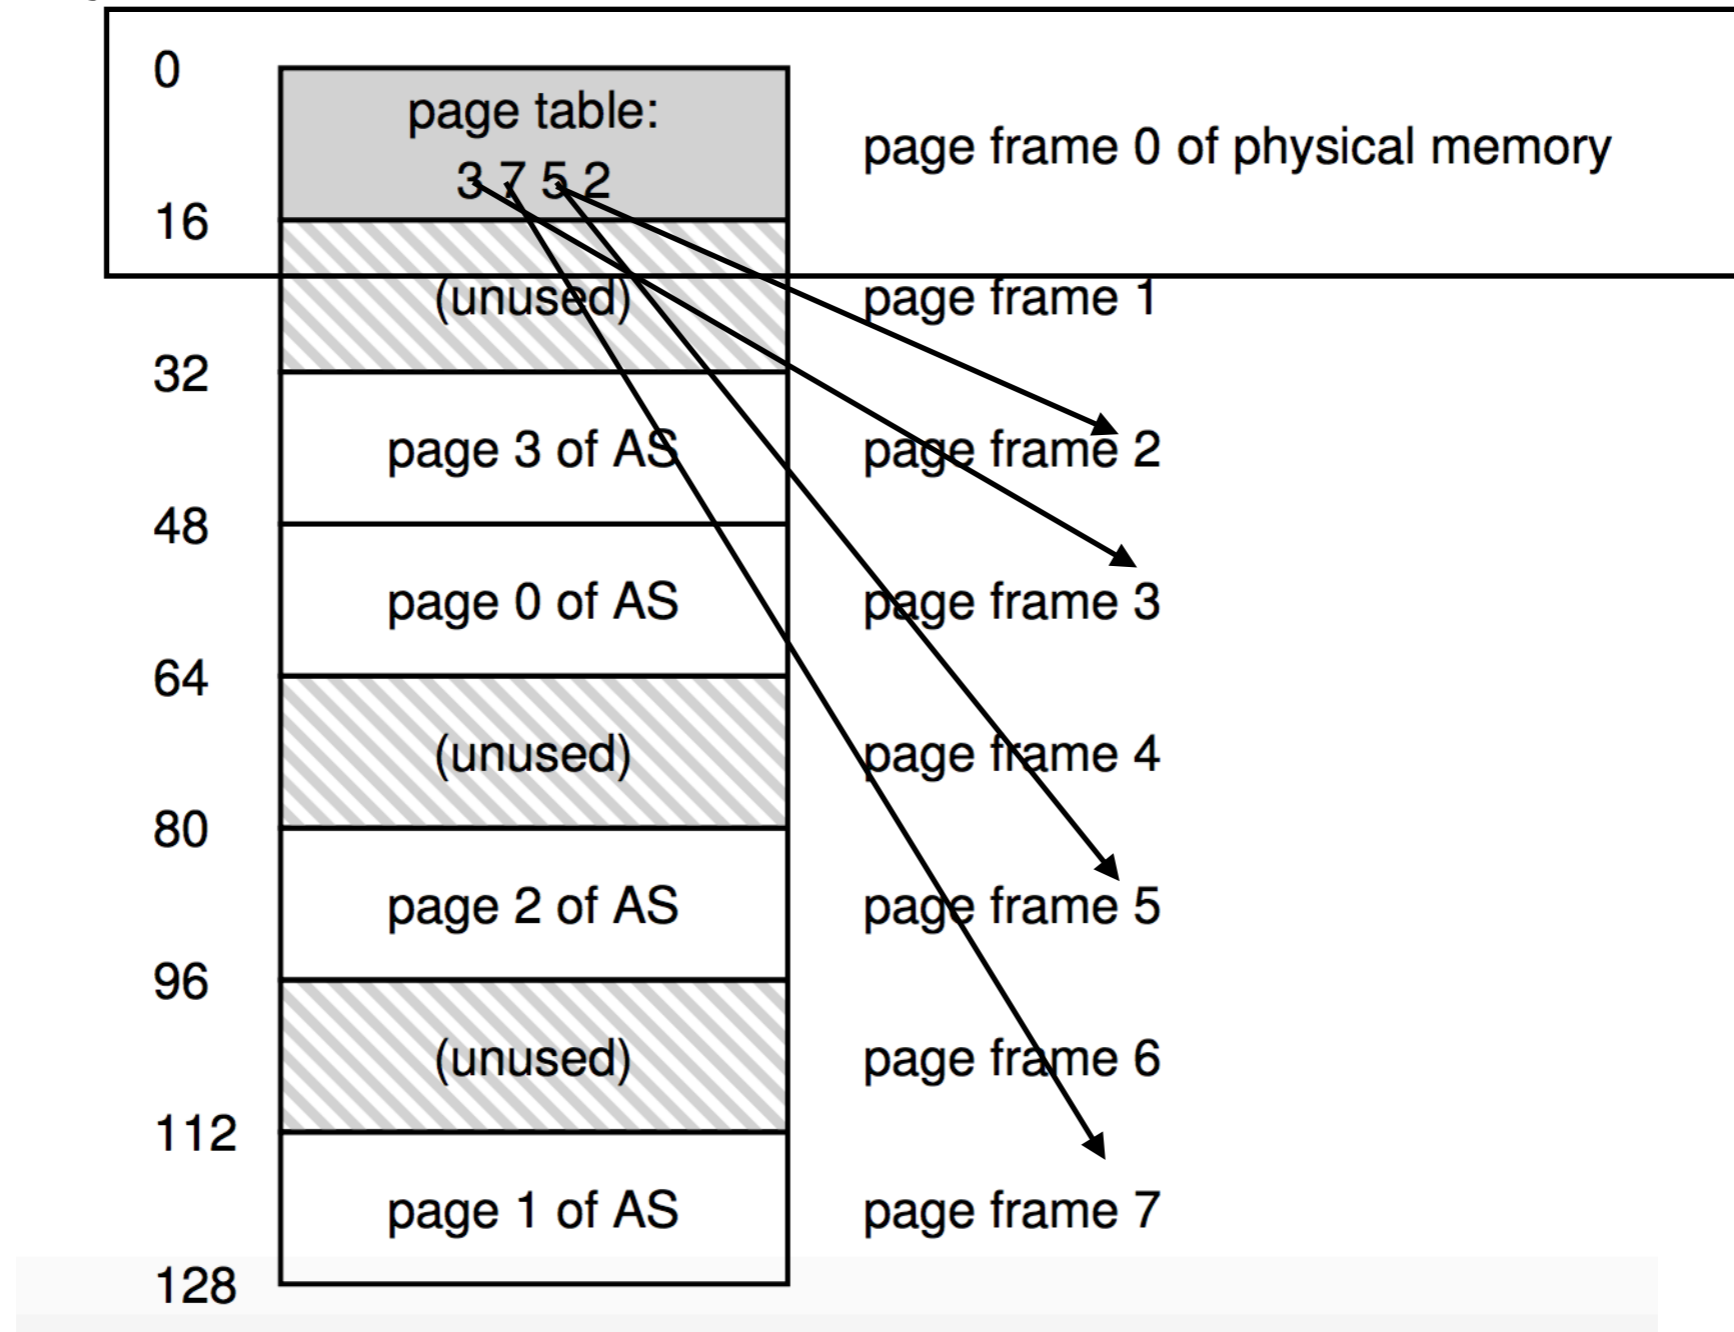 0
page table:
3 7 5 2
page frame 0 of physical memory
16
(unused)
page frame 1
32
page 3 of AS
page frame 2
48
page 0 of AS
page frame 3
64
(unused)
page frame 4
80
page 2 of AS
page frame 5
96
(unused)
page frame 6
112
page 1 of AS
page frame 7
128